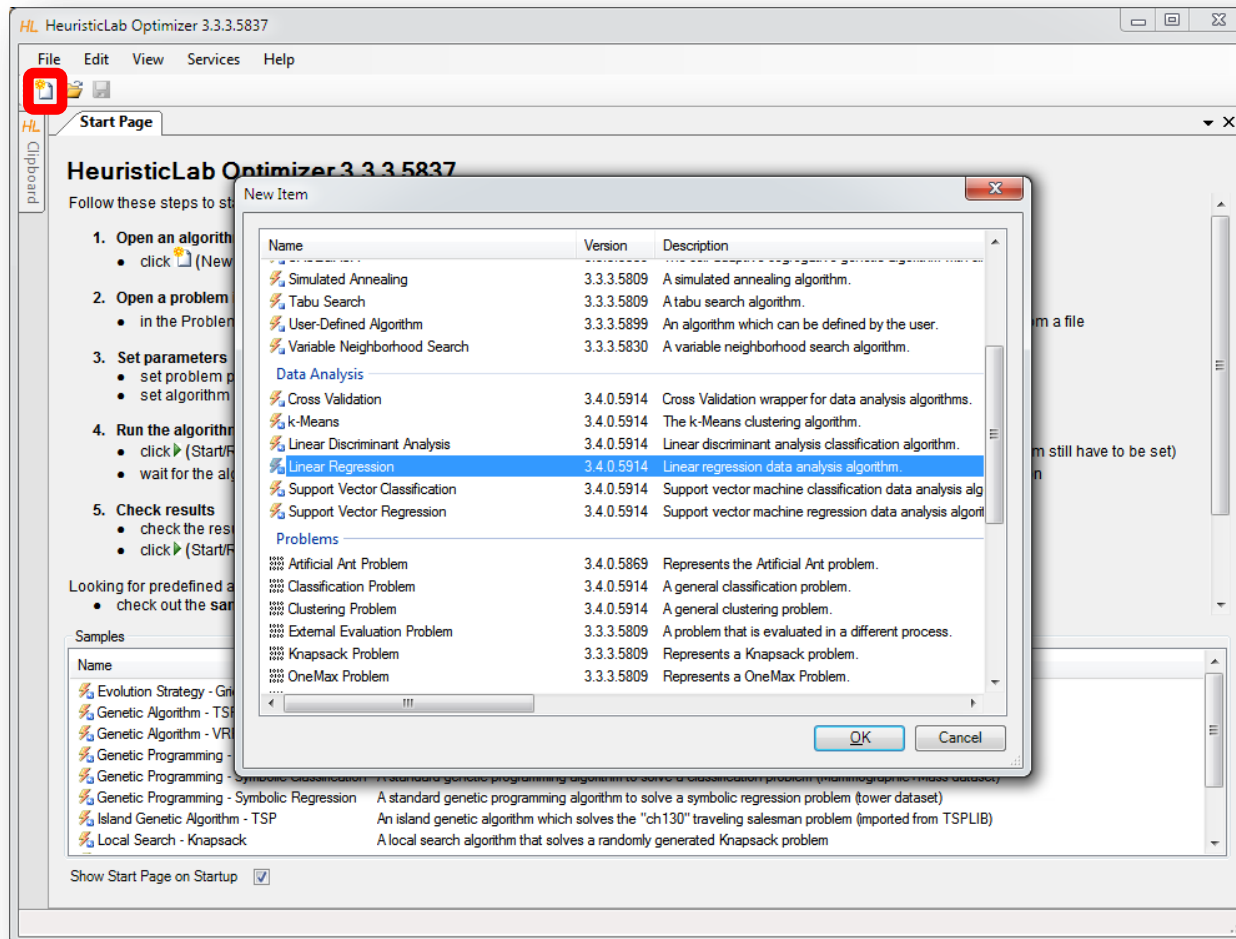 HL HeuristicLab Optimizer 3.3.3.5837
File Edit View Services Help
HL Clipboard
Start Page
HeuristicLab Optimizer 3.3.3.5837
Follow these steps to st
1. Open an algorith
click (New
2. Open a problem
in the Problem
om a file
3. Set parameters
set problem p
set algorithm
4. Run the algorithm
click (Start/R
m still have to be set)
wait for the alg
n
5. Check results
check the resu
click (Start/R
Looking for predefined a
check out the sam
New Item
Name Version Description
Simulated Annealing 3.3.3.5809 A simulated annealing algorithm.
Tabu Search 3.3.3.5809 A tabu search algorithm.
User-Defined Algorithm 3.3.3.5899 An algorithm which can be defined by the user.
Variable Neighborhood Search 3.3.3.5830 A variable neighborhood search algorithm.
Data Analysis
Cross Validation 3.4.0.5914 Cross Validation wrapper for data analysis algorithms.
k-Means 3.4.0.5914 The k-Means clustering algorithm.
Linear Discriminant Analysis 3.4.0.5914 Linear discriminant analysis classification algorithm.
Linear Regression 3.4.0.5914 Linear regression data analysis algorithm.
Support Vector Classification 3.4.0.5914 Support vector machine classification data analysis alg
Support Vector Regression 3.4.0.5914 Support vector machine regression data analysis algorit
Problems
Artificial Ant Problem 3.4.0.5869 Represents the Artificial Ant problem.
Classification Problem 3.4.0.5914 A general classification problem.
Clustering Problem 3.4.0.5914 A general clustering problem.
External Evaluation Problem 3.3.3.5809 A problem that is evaluated in a different process.
Knapsack Problem 3.3.3.5809 Represents a Knapsack problem.
OneMax Problem 3.3.3.5809 Represents a OneMax Problem.
OK Cancel
Samples
Name
Evolution Strategy - Grie
Genetic Algorithm - TSP
Genetic Algorithm - VRP
Genetic Programming -
Genetic Programming - Symbolic Classification A standard genetic programming algorithm to solve a classification problem (Mammographic Mass dataset)
Genetic Programming - Symbolic Regression A standard genetic programming algorithm to solve a symbolic regression problem (tower dataset)
Island Genetic Algorithm - TSP An island genetic algorithm which solves the "ch130" traveling salesman problem (imported from TSPLIB)
Local Search - Knapsack A local search algorithm that solves a randomly generated Knapsack problem
Show Start Page on Startup